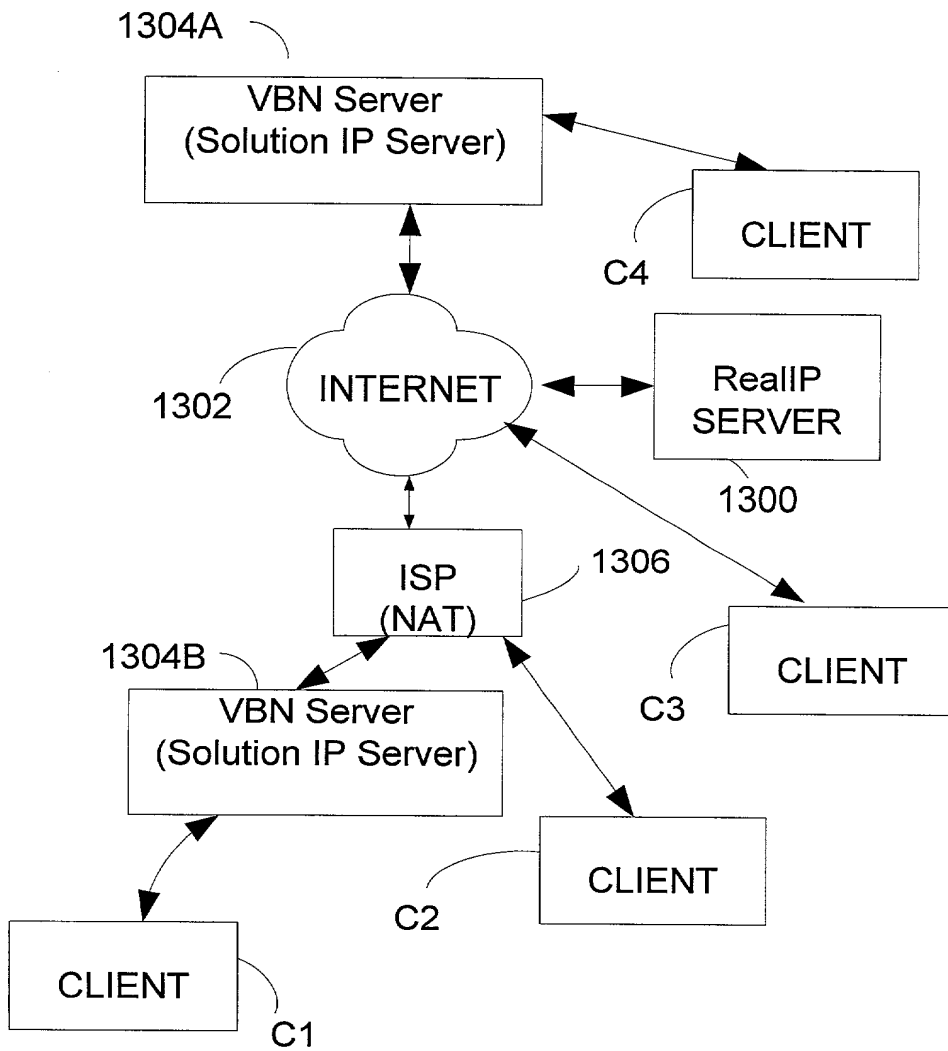 1304A
VBN Server
(Solution IP Server)
CLIENT
C4
INTERNET
1302
RealIP
SERVER
1300
ISP
(NAT)
1306
1304B
VBN Server
(Solution IP Server)
CLIENT
C3
CLIENT
C2
CLIENT
C1